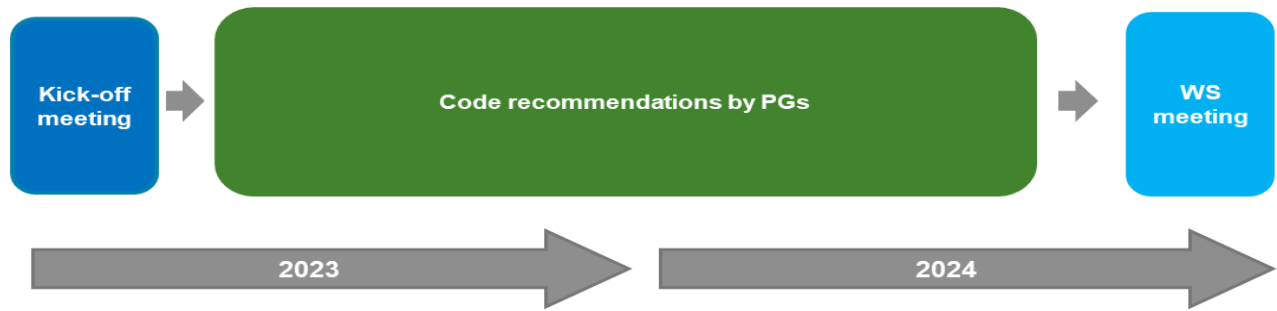 Kick-off
meeting
Code recommendations by PGs
WS
meeting
2023
2024